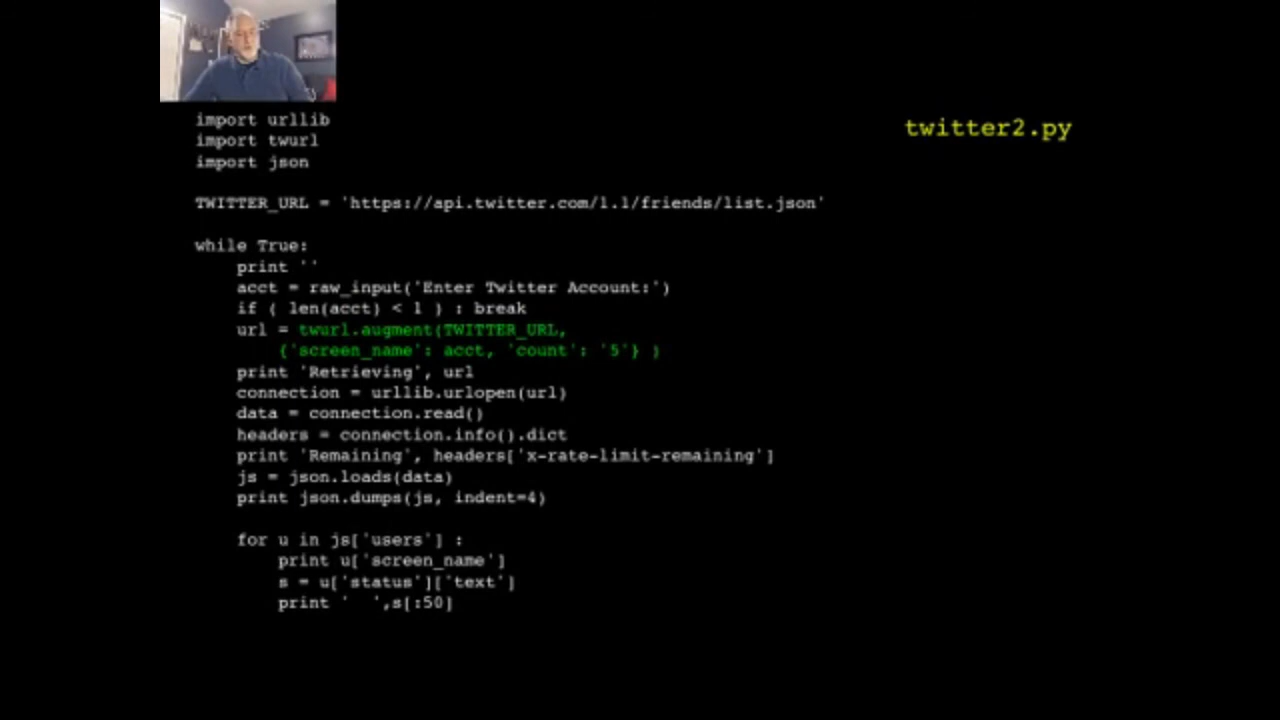 import urllib
twitter2.py
import twurl
import json
TWITTER_URL = 'https://api.twitter.com/1.1/friends/list.json'
while True:
    print ''
    acct = raw_input('Enter Twitter Account:')
    if ( len(acct) < 1 ) : break
    url = twurl.augment(TWITTER_URL,
        {'screen_name': acct, 'count': '5'} )
    print 'Retrieving', url
    connection = urllib.urlopen(url)
    data = connection.read()
    headers = connection.info().dict
    print 'Remaining', headers['x-rate-limit-remaining']
    js = json.loads(data)
    print json.dumps(js, indent=4)
    for u in js['users'] :
        print u['screen_name']
        s = u['status']['text']
        print '  ',s[:50]